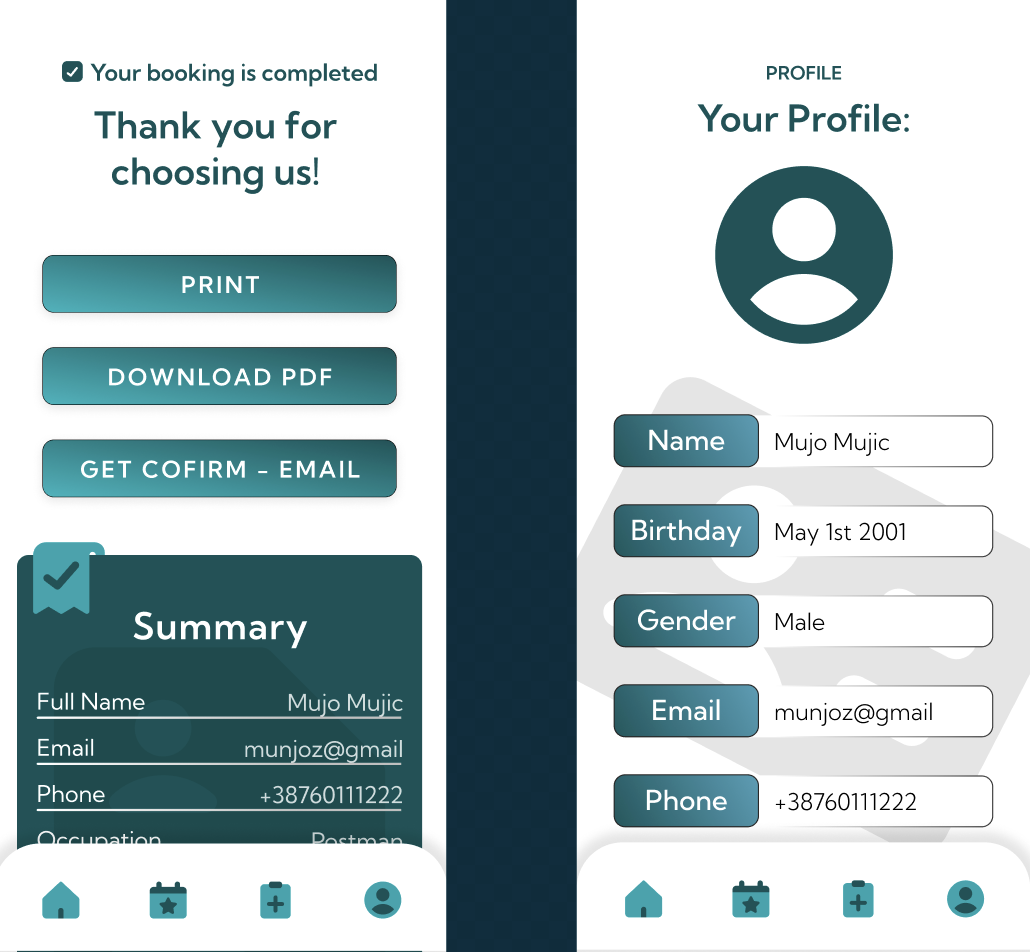 Your booking is completed
Thank you for
choosing us!
PRINT
DOWNLOAD PDF
GET COFIRM - EMAIL
Summary
Full Name Mujo Mujic
Email munjoz@gmail
Phone +38760111222
Occupation Postman
PROFILE
Your Profile:
Name Mujo Mujic
Birthday May 1st 2001
Gender Male
Email munjoz@gmail
Phone +38760111222